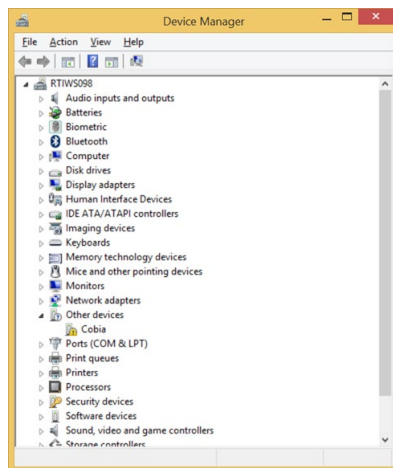 Device Manager
File Action View Help
RTIWS098
Audio inputs and outputs
Batteries
Biometric
Bluetooth
Computer
Disk drives
Display adapters
Human Interface Devices
IDE ATA/ATAPI controllers
Imaging devices
Keyboards
Memory technology devices
Mice and other pointing devices
Monitors
Network adapters
Other devices
Cobia
Ports (COM & LPT)
Print queues
Printers
Processors
Security devices
Software devices
Sound, video and game controllers
Storage controllers